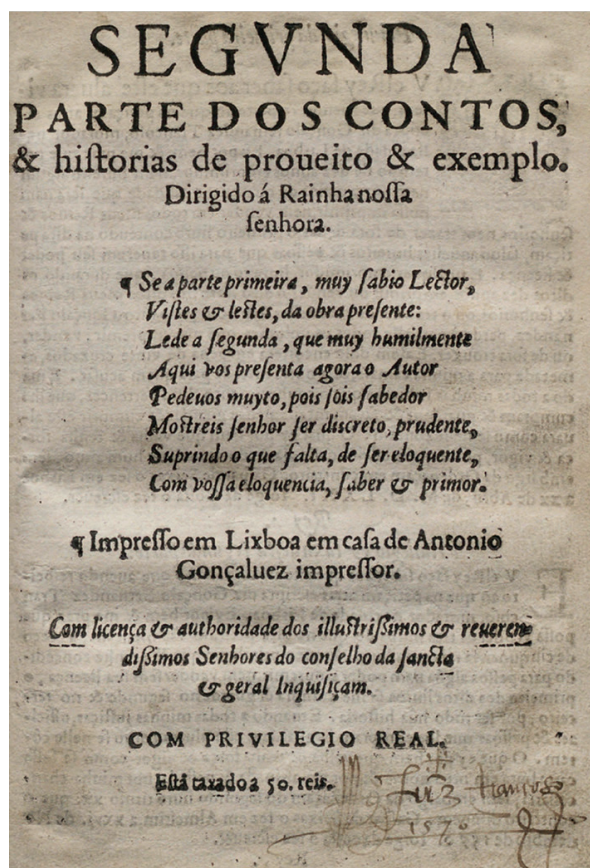 SEGVNDA
PARTE DOS CONTOS,
& hiſtorias de proueito & exemplo.
Dirigido á Rainha noſſa
ſenhora.
¶ Se a parte primeira, muy ſabio Lector,
Viſtes & leſtes, da obra preſente:
Lede a ſegunda, que muy humilmente
Aqui vos preſenta agora o Autor
Pedeuos muyto, pois ſois ſabedor
Moſtreis ſenhor ſer diſcreto, prudente,
Suprindo o que falta, de ſer eloquente,
Com voſſa eloquencia, ſaber & primor.
¶ Impreſſo em Lixboa em caſa de Antonio
Gonçaluez impreſſor.
Com licença & authoridade dos illuſtriſsimos & reueren
diſsimos Senhores do conſelho da ſancta
& geral Inquiſiçam.
COM PRIVILEGIO REAL.
Eſtá taxado a 50. reis.
1576